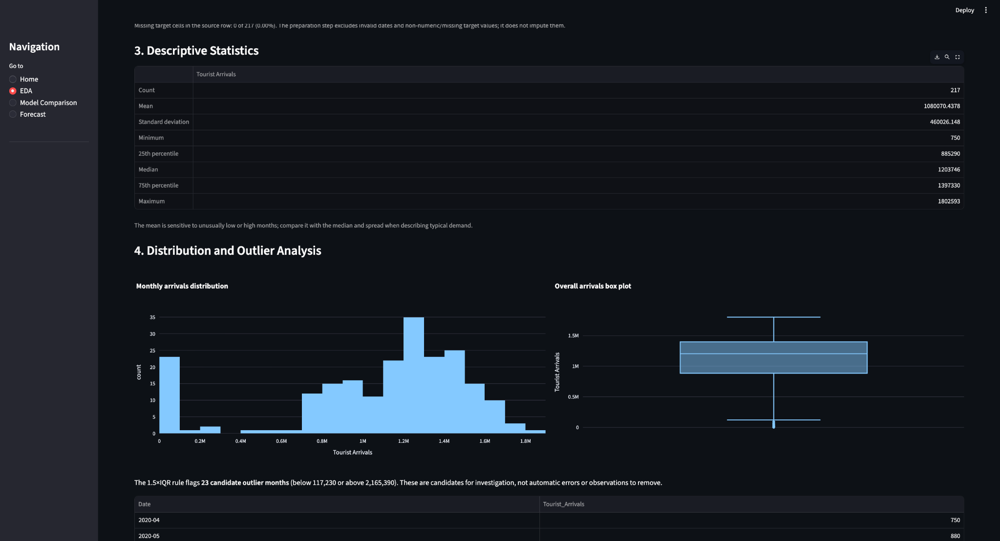 Deploy
Missing target cells in the source row: 0 of 217 (0.00%). The preparation step excludes invalid dates and non-numeric/missing target values; it does not impute them.
Navigation
Go to
Home
EDA
Model Comparison
Forecast
3. Descriptive Statistics
Tourist Arrivals
Count 217
Mean 1080070.4378
Standard deviation 460026.148
Minimum 750
25th percentile 885290
Median 1203746
75th percentile 1397330
Maximum 1802593
The mean is sensitive to unusually low or high months; compare it with the median and spread when describing typical demand.
4. Distribution and Outlier Analysis
Monthly arrivals distribution
35
30
25
20
15
10
5
0
count
0 0.2M 0.4M 0.6M 0.8M 1M 1.2M 1.4M 1.6M 1.8M
Tourist Arrivals
Overall arrivals box plot
1.5M
1M
0.5M
0
Tourist Arrivals
The 1.5×IQR rule flags 23 candidate outlier months (below 117,230 or above 2,165,390). These are candidates for investigation, not automatic errors or observations to remove.
Date Tourist_Arrivals
2020-04 750
2020-05 880